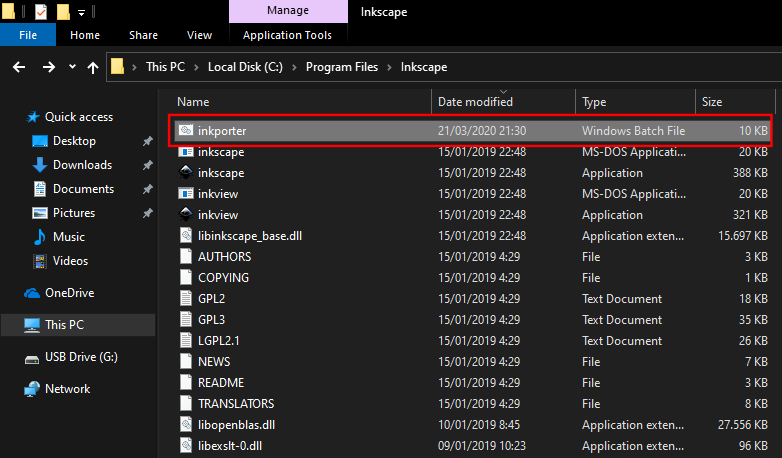 Manage Inkscape
File Home Share View Application Tools
This PC Local Disk (C:) Program Files Inkscape
Name Date modified Type Size
Quick access
Desktop
Downloads
Documents
Pictures
Music
Videos
OneDrive
This PC
USB Drive (G:)
Network
inkporter 21/03/2020 21:30 Windows Batch File 10 KB
inkscape 15/01/2019 22:48 MS-DOS Applicati... 20 KB
inkscape 15/01/2019 22:48 Application 388 KB
inkview 15/01/2019 22:48 MS-DOS Applicati... 20 KB
inkview 15/01/2019 22:48 Application 321 KB
libinkscape_base.dll 15/01/2019 22:48 Application exten... 15.697 KB
AUTHORS 15/01/2019 4:29 File 3 KB
COPYING 15/01/2019 4:29 File 1 KB
GPL2 15/01/2019 4:29 Text Document 18 KB
GPL3 15/01/2019 4:29 Text Document 35 KB
LGPL2.1 15/01/2019 4:29 Text Document 26 KB
NEWS 15/01/2019 4:29 File 7 KB
README 15/01/2019 4:29 File 3 KB
TRANSLATORS 15/01/2019 4:29 File 8 KB
libopenblas.dll 10/01/2019 8:45 Application exten... 27.556 KB
libexslt-0.dll 09/01/2019 10:23 Application exten... 96 KB